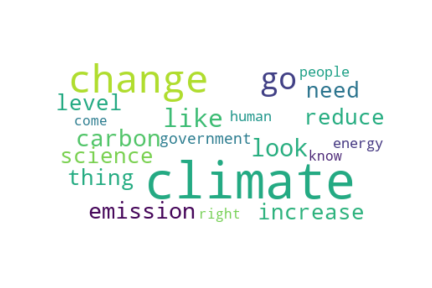 change go people
level need
come like human reduce
carbon government look energy
science know
thing climate
emission right increase